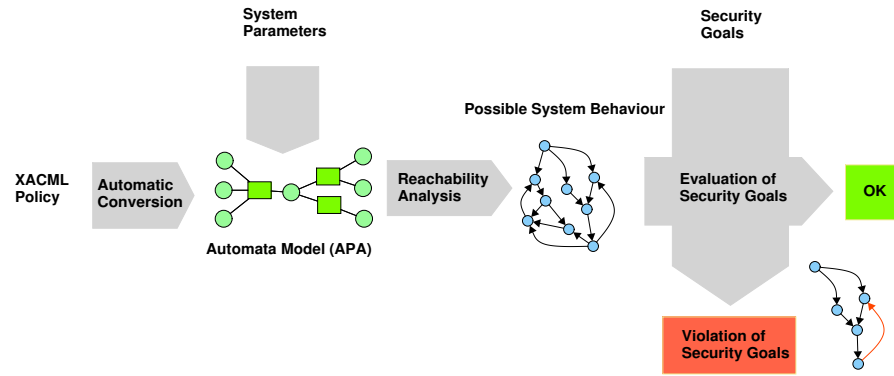 System
Parameters
Security
Goals
Possible System Behaviour
XACML
Policy
Automatic
Conversion
Reachability
Analysis
Evaluation of
Security Goals
OK
Automata Model (APA)
Violation of
Security Goals